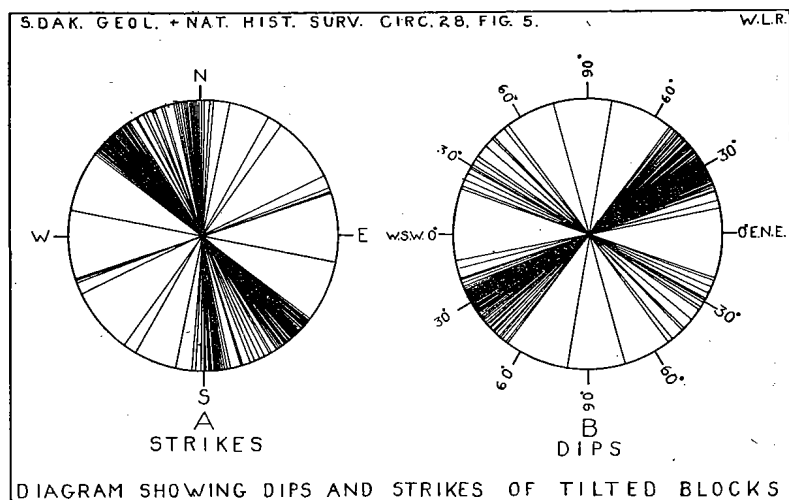 S.DAK. GEOL. + NAT. HIST. SURV. CIRC. 28, FIG. 5. W.L.R.
N
W
E
S
A
STRIKES
90°
60°
60°
30°
30°
W.S.W. 0°
0° E.N.E.
30°
30°
60°
60°
90°
B
DIPS
DIAGRAM SHOWING DIPS AND STRIKES OF TILTED BLOCKS